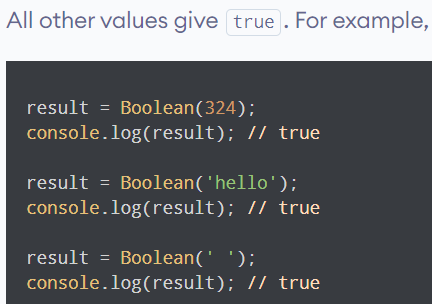 All other values give true. For example,
result = Boolean(324);
console.log(result); // true
result = Boolean('hello');
console.log(result); // true
result = Boolean(' ');
console.log(result); // true